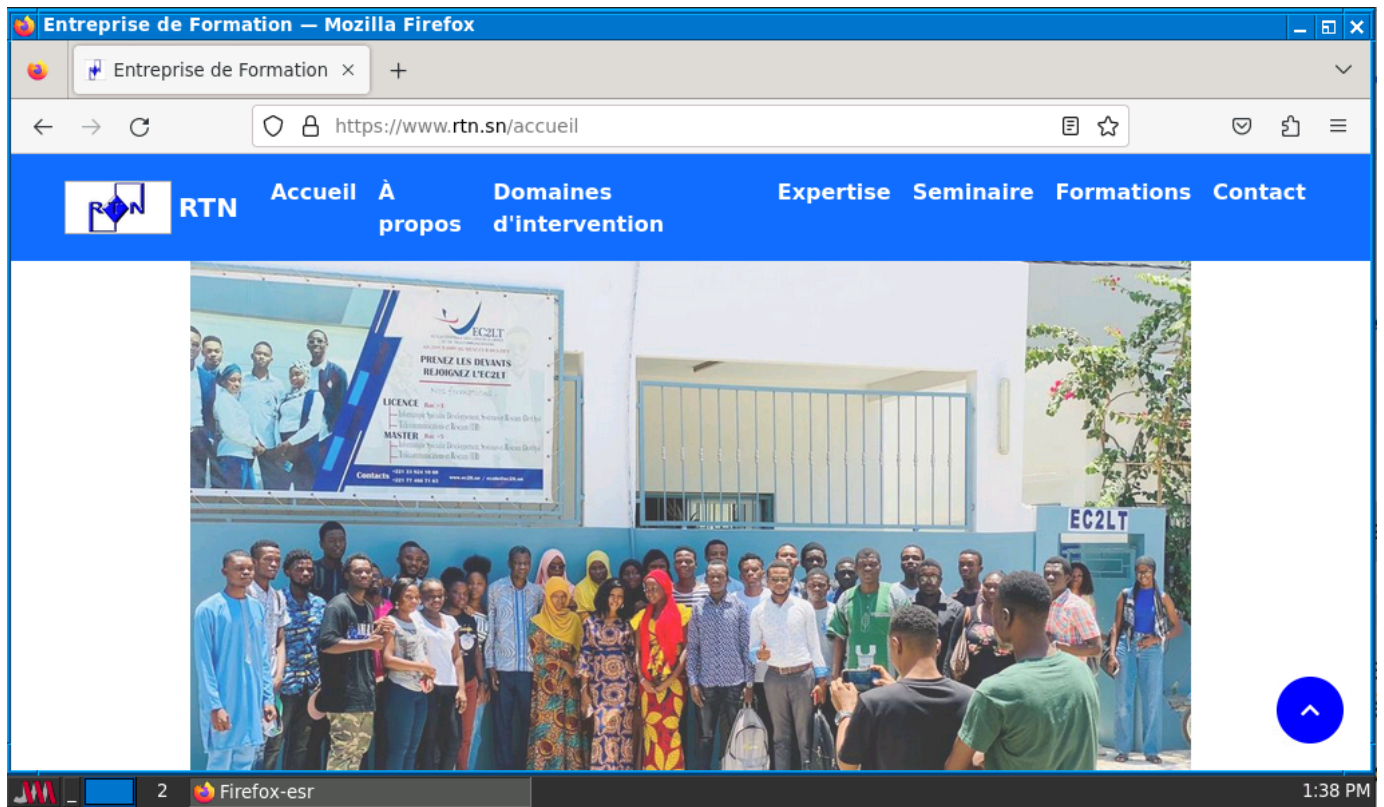 Entreprise de Formation — Mozilla Firefox
Entreprise de Formation
https://www.rtn.sn/accueil
RTN
RTN
Accueil
À propos
Domaines d'intervention
Expertise
Seminaire
Formations
Contact
EC2LT
PRENEZ LES DEVANTS
REJOIGNEZ L'EC2LT
LICENCE
MASTER
Contacts
EC2LT
2
Firefox-esr
1:38 PM